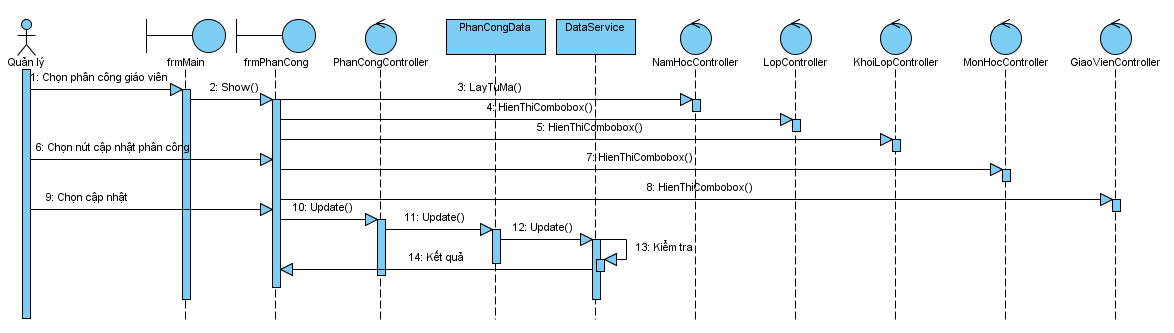 PhanCongData
DataService
Quản lý
frmMain
frmPhanCong
PhanCongController
NamHocController
LopController
KhoiLopController
MonHocController
GiaoVienController
1: Chọn phân công giáo viên
2: Show()
3: LayTuMa()
4: HienThiCombobox()
5: HienThiCombobox()
6: Chọn nút cập nhật phân công
7: HienThiCombobox()
8: HienThiCombobox()
9: Chọn cập nhật
10: Update()
11: Update()
12: Update()
13: Kiểm tra
14: Kết quả